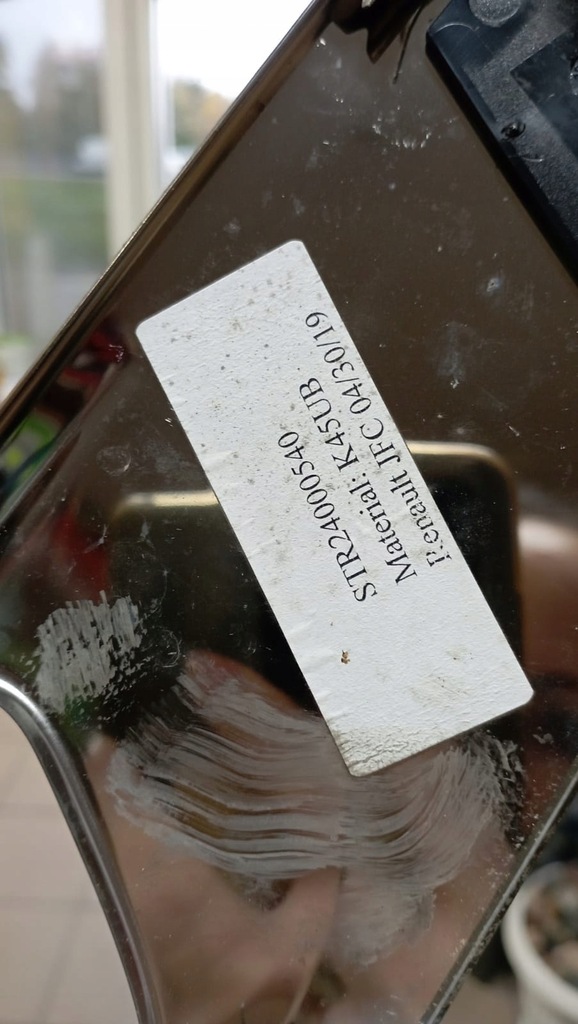 STR24000540
Material: K45UB
Renault JFC 04/30/19